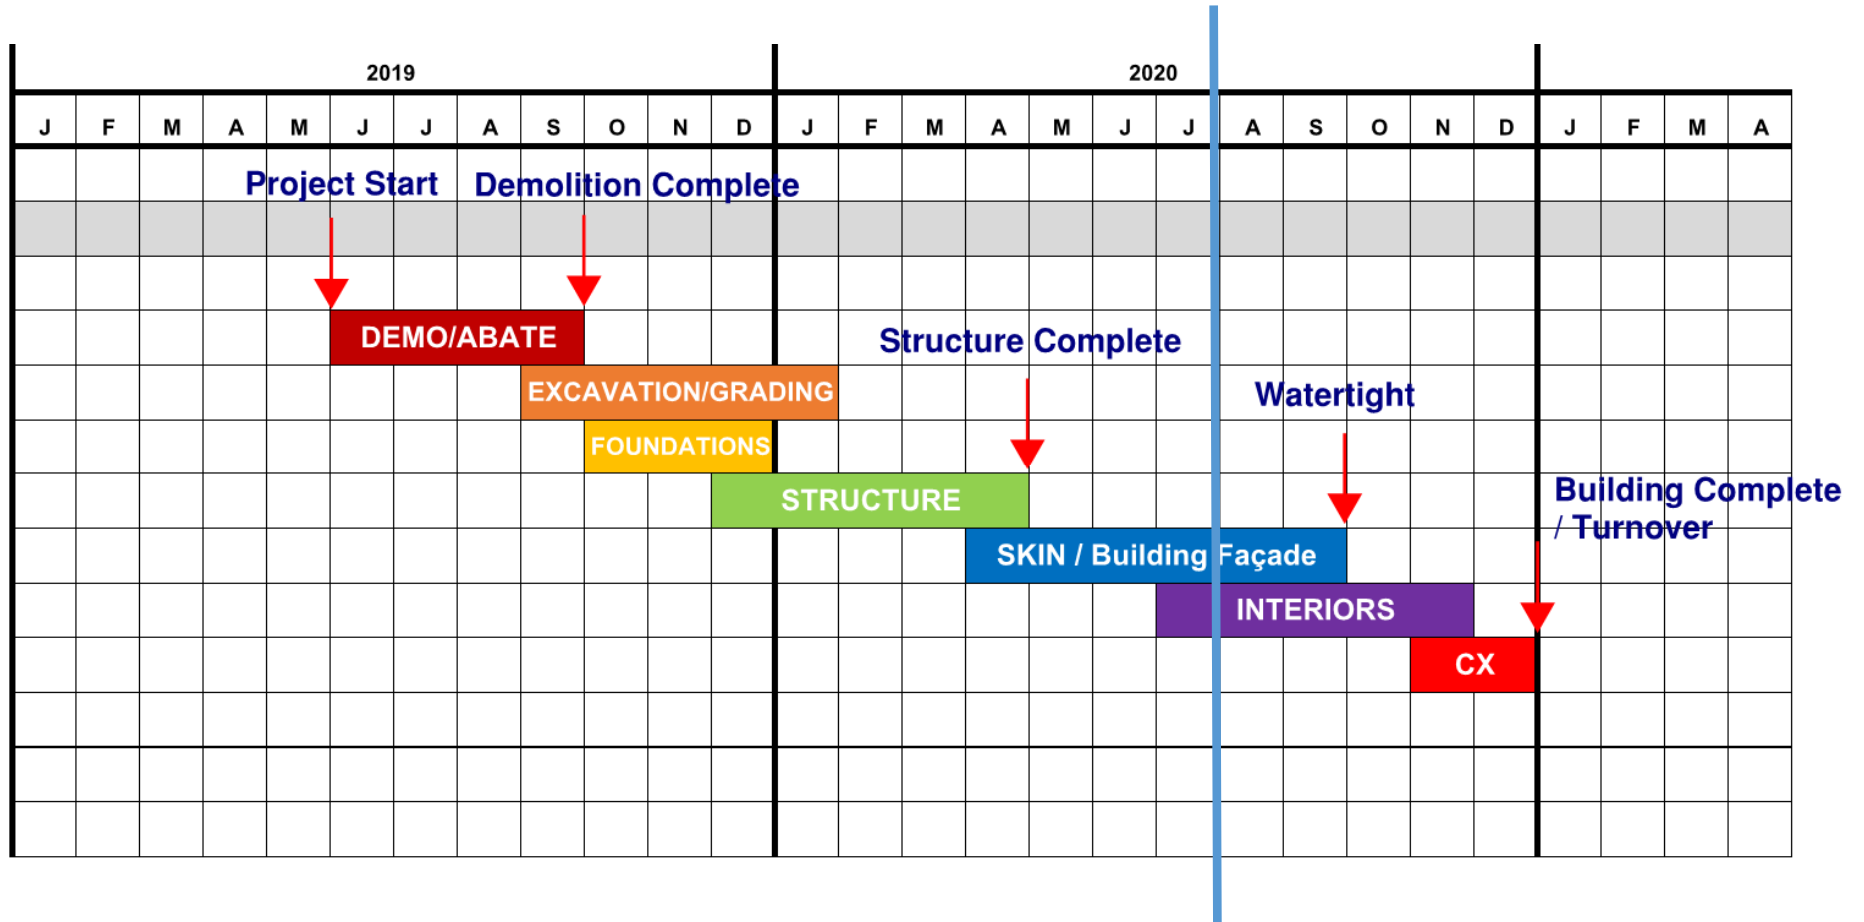 2019 2020
J F M A M J J A S O N D J F M A M J J A S O N D J F M A
Project Start Demolition Complete
DEMO/ABATE
Structure Complete
EXCAVATION/GRADING
Watertight
FOUNDATIONS
STRUCTURE
Building Complete
/ Turnover
SKIN / Building Façade
INTERIORS
CX